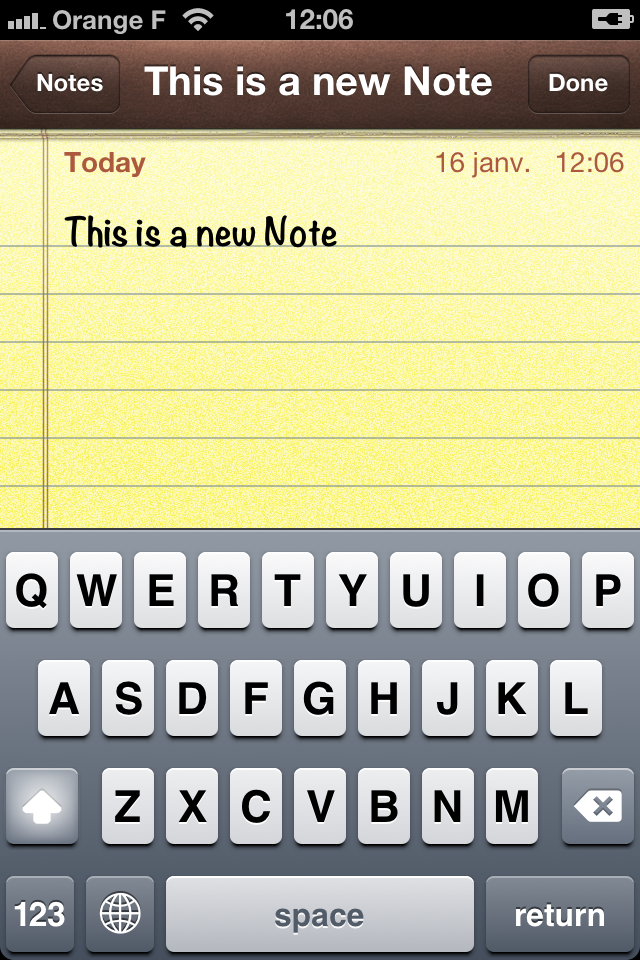 Orange F 12:06
Notes This is a new Note Done
Today 16 janv. 12:06
This is a new Note
Q W E R T Y U I O P
A S D F G H J K L
Z X C V B N M
123 space return